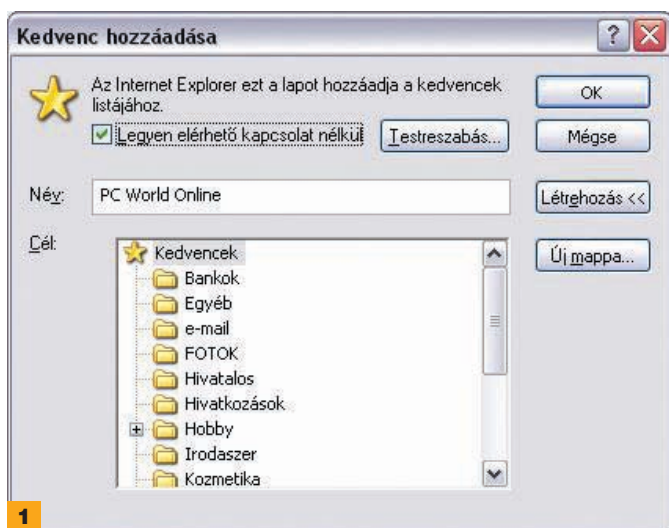 Kedvenc hozzáadása
Az Internet Explorer ezt a lapot hozzáadja a kedvencek
listájához.
Legyen elérhető kapcsolat nélkül
Testreszabás...
OK
Mégse
Név:
PC World Online
Létrehozás <<
Cél:
Kedvencek
Bankok
Egyéb
e-mail
FOTOK
Hivatalos
Hivatkozások
Hobby
Irodaszer
Kozmetika
Új mappa...
1